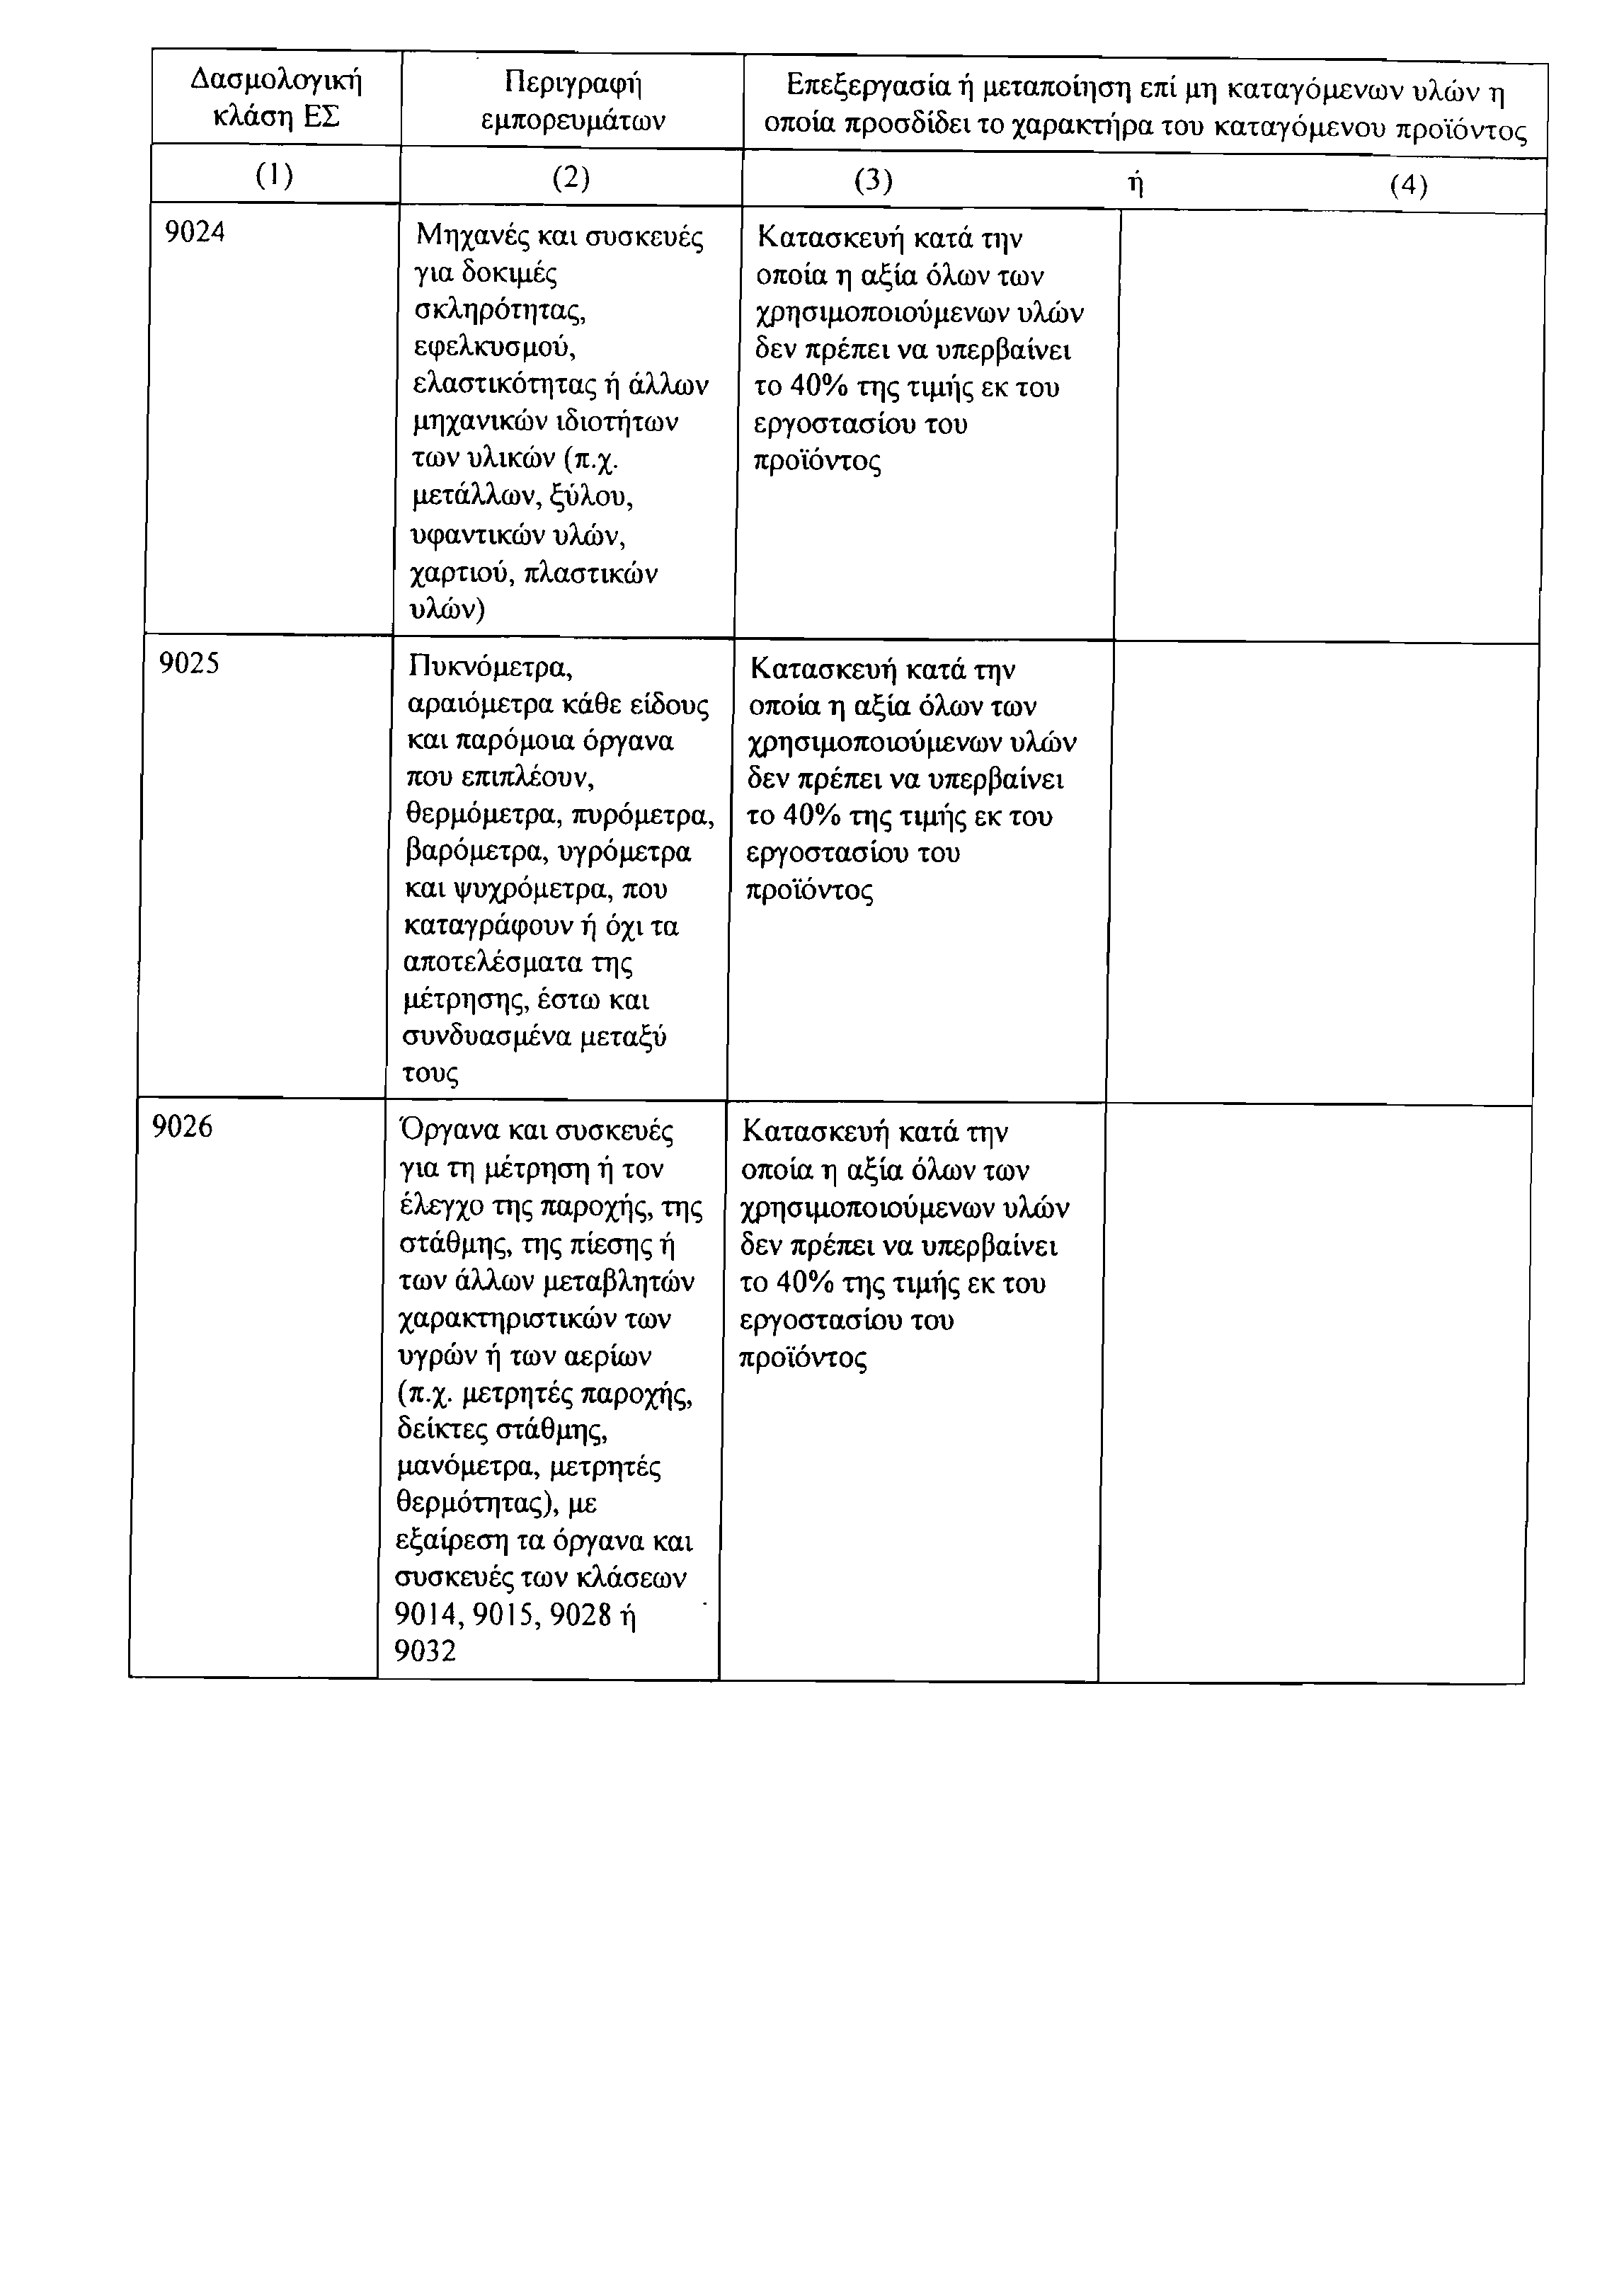 Δασμολογική
κλάση ΕΣ
Περιγραφή
εμπορευμάτων
Επεξεργασία ή μεταποίηση επί μη καταγόμενων υλών η
οποία προσδίδει το χαρακτήρα του καταγόμενου προϊόντος
(1)
(2)
(3) ή (4)
9024
Μηχανές και συσκευές
για δοκιμές
σκληρότητας,
εφελκυσμού,
ελαστικότητας ή άλλων
μηχανικών ιδιοτήτων
των υλικών (π.χ.
μετάλλων, ξύλου,
υφαντικών υλών,
χαρτιού, πλαστικών
υλών)
Κατασκευή κατά την
οποία η αξία όλων των
χρησιμοποιούμενων υλών
δεν πρέπει να υπερβαίνει
το 40% της τιμής εκ του
εργοστασίου του
προϊόντος
9025
Πυκνόμετρα,
αραιόμετρα κάθε είδους
και παρόμοια όργανα
που επιπλέουν,
θερμόμετρα, πυρόμετρα,
βαρόμετρα, υγρόμετρα
και ψυχρόμετρα, που
καταγράφουν ή όχι τα
αποτελέσματα της
μέτρησης, έστω και
συνδυασμένα μεταξύ
τους
Κατασκευή κατά την
οποία η αξία όλων των
χρησιμοποιούμενων υλών
δεν πρέπει να υπερβαίνει
το 40% της τιμής εκ του
εργοστασίου του
προϊόντος
9026
Όργανα και συσκευές
για τη μέτρηση ή τον
έλεγχο της παροχής, της
στάθμης, της πίεσης ή
των άλλων μεταβλητών
χαρακτηριστικών των
υγρών ή των αερίων
(π.χ. μετρητές παροχής,
δείκτες στάθμης,
μανόμετρα, μετρητές
θερμότητας), με
εξαίρεση τα όργανα και
συσκευές των κλάσεων
9014, 9015, 9028 ή
9032
Κατασκευή κατά την
οποία η αξία όλων των
χρησιμοποιούμενων υλών
δεν πρέπει να υπερβαίνει
το 40% της τιμής εκ του
εργοστασίου του
προϊόντος